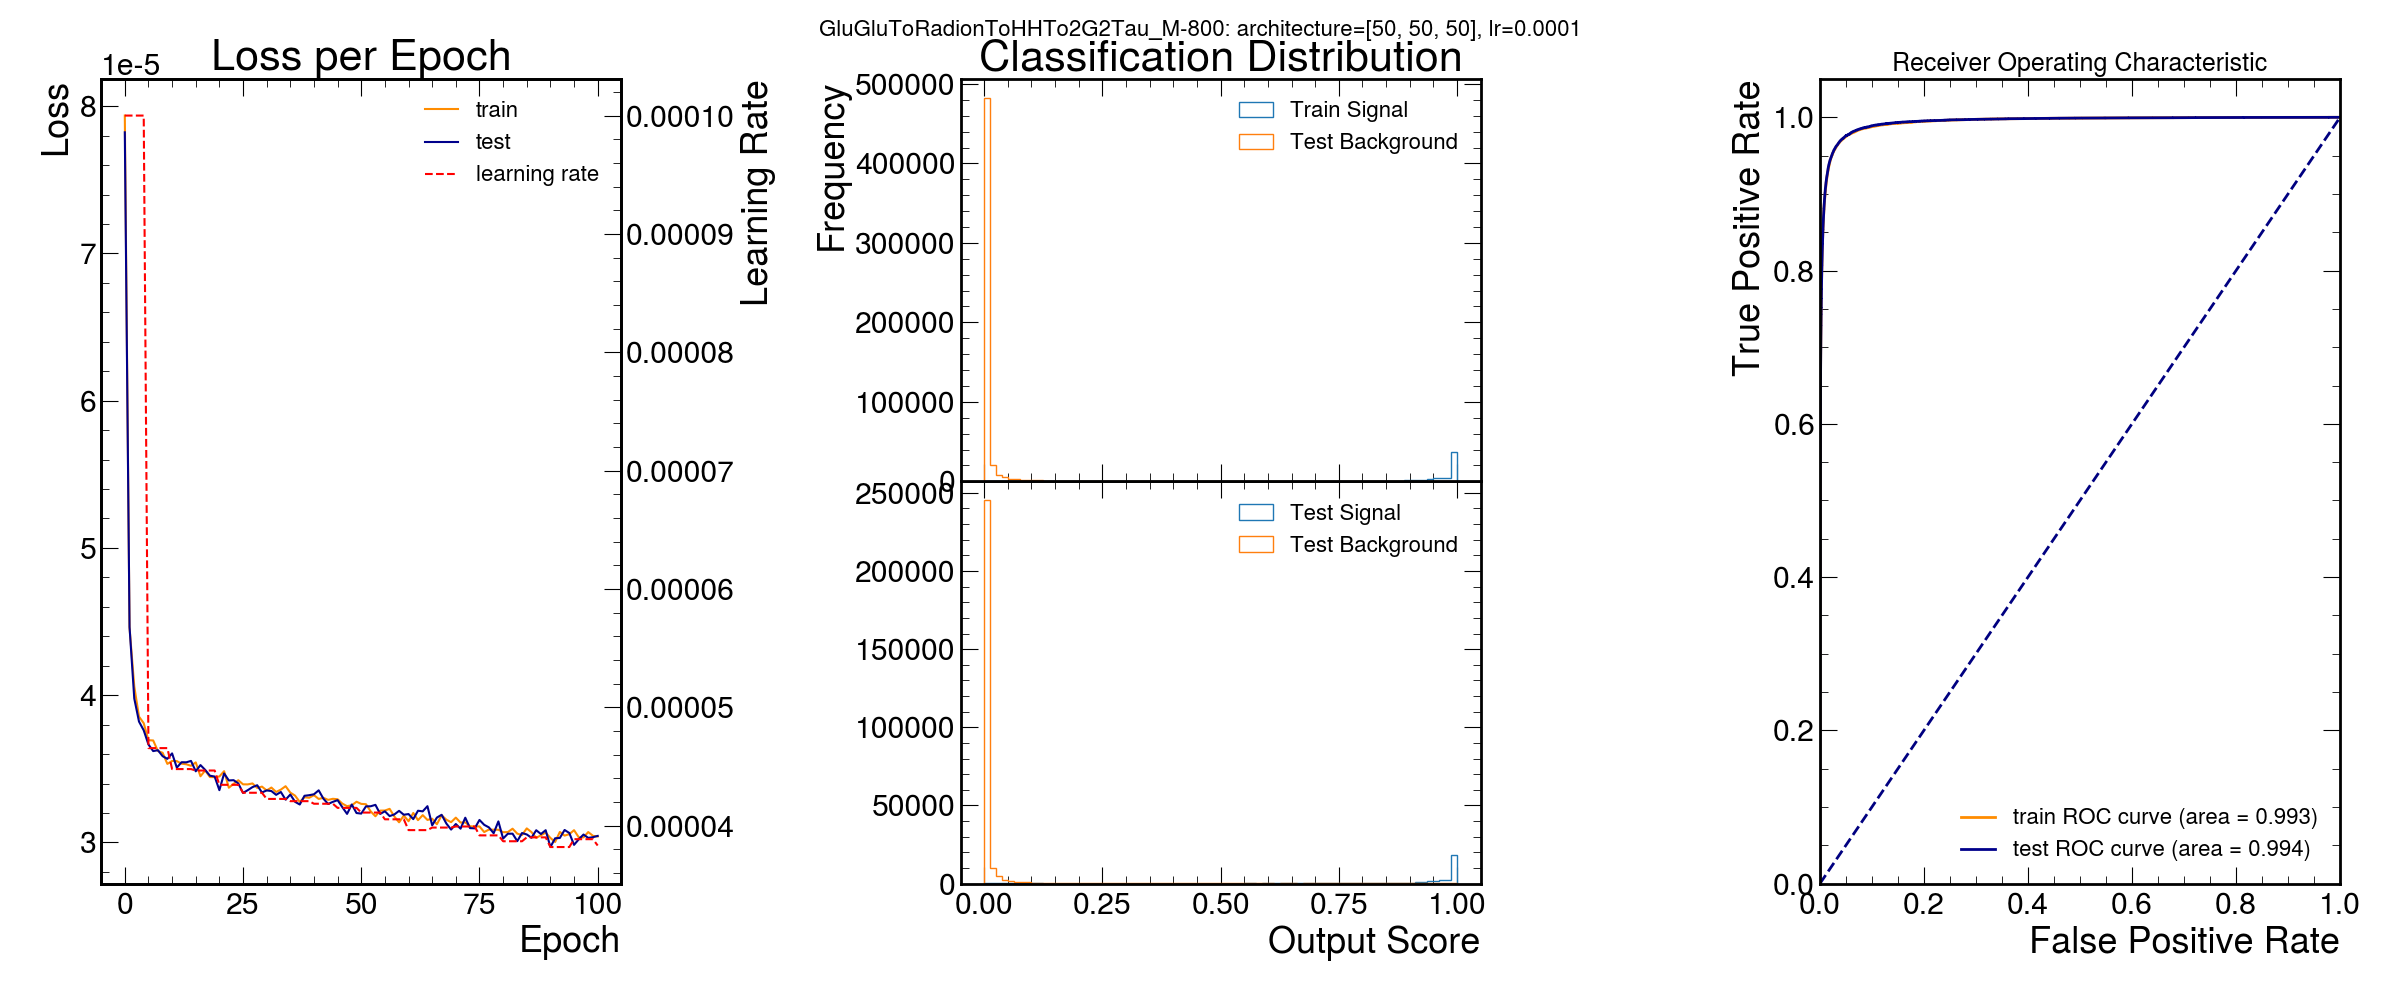 GluGluToRadionToHHTo2G2Tau_M-800: architecture=[50, 50, 50], lr=0.0001
Loss per Epoch
1e-5
Loss
8
7
6
5
4
3
0 25 50 75 100
Epoch
train
test
learning rate
Learning Rate
0.00010
0.00009
0.00008
0.00007
0.00006
0.00005
0.00004
Classification Distribution
Frequency
500000
400000
300000
200000
100000
0
Train Signal
Test Background
250000
200000
150000
100000
50000
0
Test Signal
Test Background
0.00 0.25 0.50 0.75 1.00
Output Score
Receiver Operating Characteristic
True Positive Rate
1.0
0.8
0.6
0.4
0.2
0.0
train ROC curve (area = 0.993)
test ROC curve (area = 0.994)
0.0 0.2 0.4 0.6 0.8 1.0
False Positive Rate